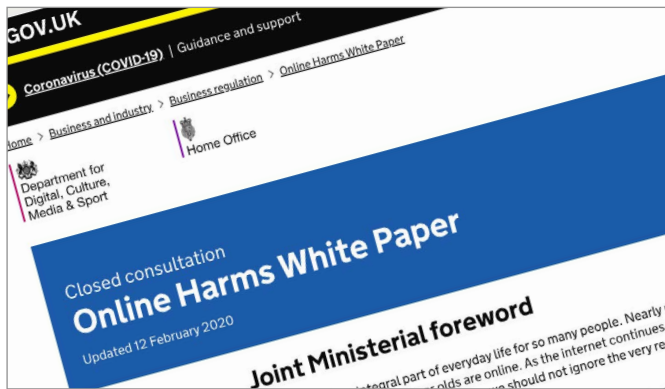 GOV.UK
Coronavirus (COVID-19) | Guidance and support
Home > Business and industry > Business regulation > Online Harms White Paper
Department for
Digital, Culture,
Media & Sport
Home Office
Closed consultation
Online Harms White Paper
Updated 12 February 2020
Joint Ministerial foreword
integral part of everyday life for so many people. Nearly
olds are online. As the internet continues
should not ignore the very